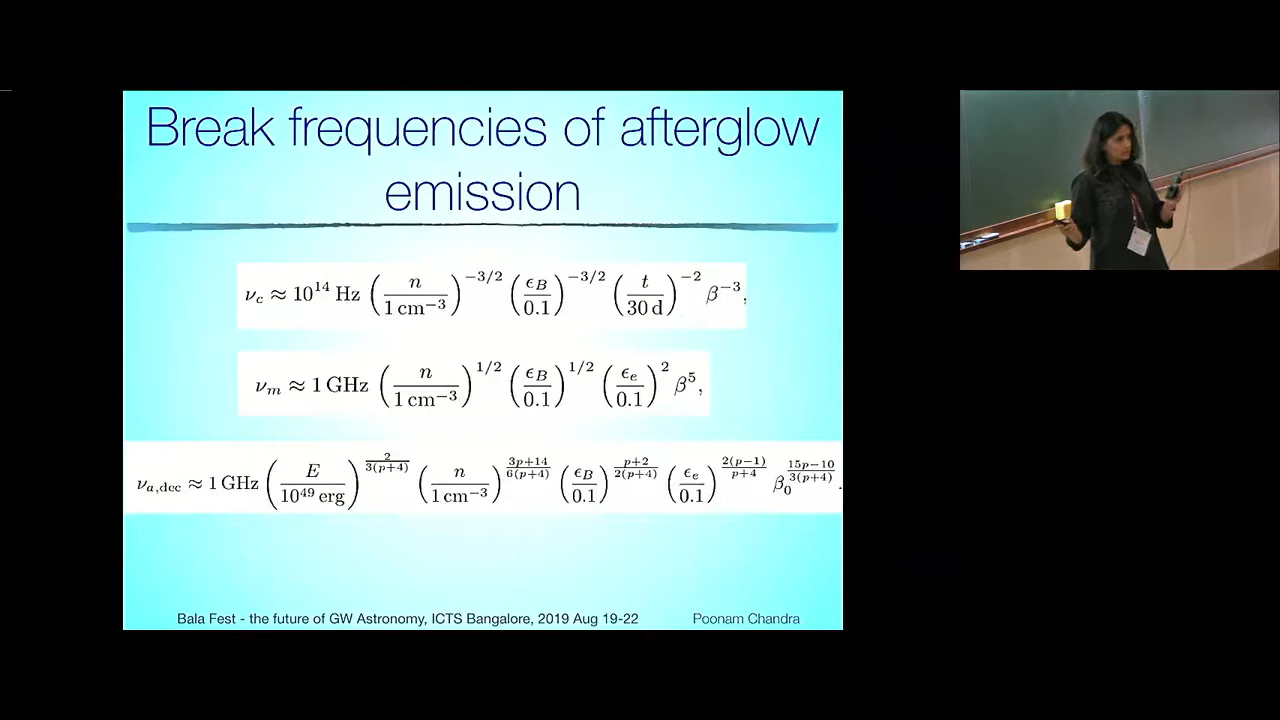 Break frequencies of afterglow
emission
ν_c ≈ 10^{14} Hz (n / 1 cm^{−3})^{−3/2} (ϵ_B / 0.1)^{−3/2} (t / 30 d)^{−2} β^{−3},
ν_m ≈ 1 GHz (n / 1 cm^{−3})^{1/2} (ϵ_B / 0.1)^{1/2} (ϵ_e / 0.1)^2 β^5,
ν_{a,dec} ≈ 1 GHz (E / 10^{49} erg)^{2/3(p+4)} (n / 1 cm^{−3})^{3p+14/6(p+4)} (ϵ_B / 0.1)^{p+2/2(p+4)} (ϵ_e / 0.1)^{2(p−1)/p+4} β_0^{15p−10/3(p+4)}.
Bala Fest - the future of GW Astronomy, ICTS Bangalore, 2019 Aug 19-22 Poonam Chandra